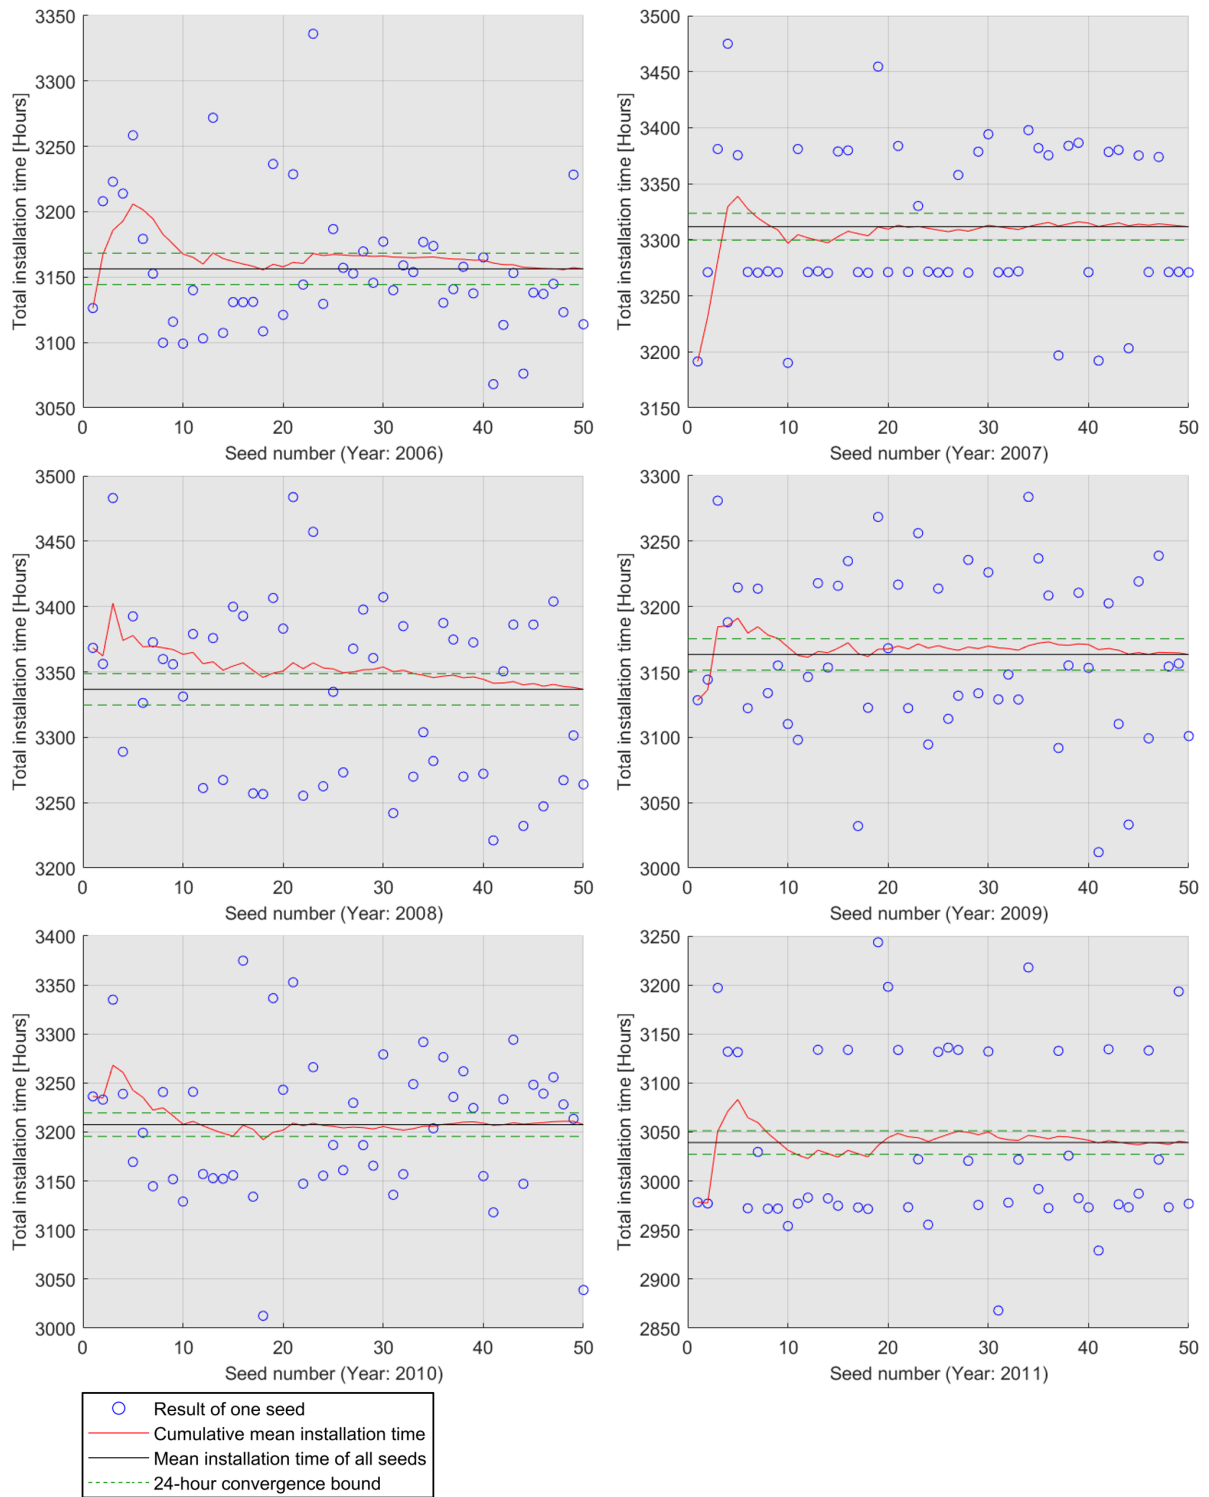 3350
3300
3250
3200
3150
3100
3050
Total installation time [Hours]
0 10 20 30 40 50
Seed number (Year: 2006)
3500
3450
3400
3350
3300
3250
3200
3150
Total installation time [Hours]
0 10 20 30 40 50
Seed number (Year: 2007)
3500
3450
3400
3350
3300
3250
3200
Total installation time [Hours]
0 10 20 30 40 50
Seed number (Year: 2008)
3300
3250
3200
3150
3100
3050
3000
Total installation time [Hours]
0 10 20 30 40 50
Seed number (Year: 2009)
3400
3350
3300
3250
3200
3150
3100
3050
3000
Total installation time [Hours]
0 10 20 30 40 50
Seed number (Year: 2010)
3250
3200
3150
3100
3050
3000
2950
2900
2850
Total installation time [Hours]
0 10 20 30 40 50
Seed number (Year: 2011)
Result of one seed
Cumulative mean installation time
Mean installation time of all seeds
24-hour convergence bound